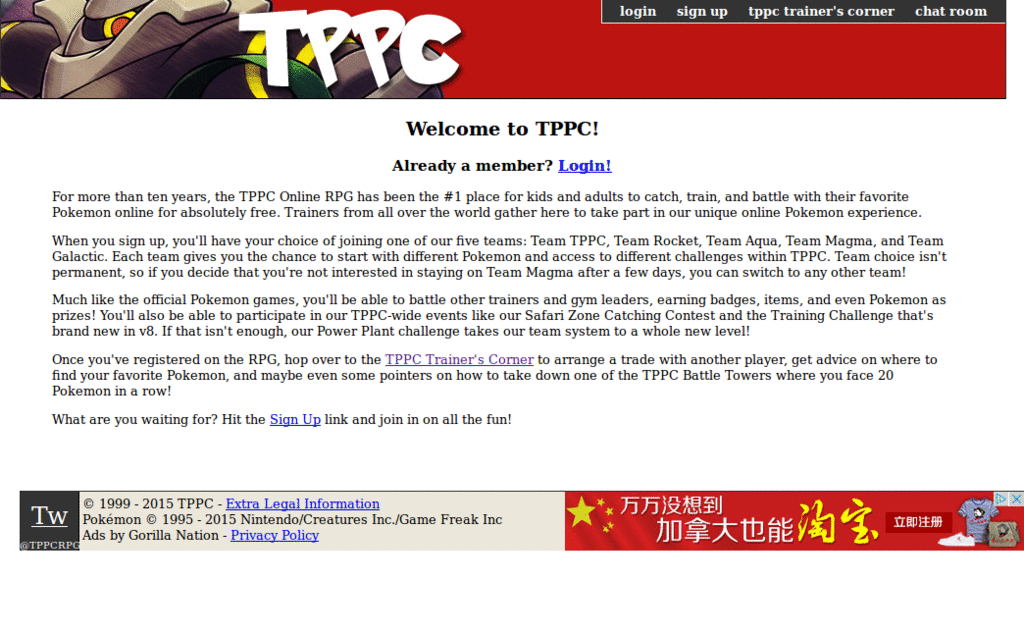 login sign up tppc trainer's corner chat room
TPPC
Welcome to TPPC!
Already a member? Login!
For more than ten years, the TPPC Online RPG has been the #1 place for kids and adults to catch, train, and battle with their favorite
Pokemon online for absolutely free. Trainers from all over the world gather here to take part in our unique online Pokemon experience.
When you sign up, you'll have your choice of joining one of our five teams: Team TPPC, Team Rocket, Team Aqua, Team Magma, and Team
Galactic. Each team gives you the chance to start with different Pokemon and access to different challenges within TPPC. Team choice isn't
permanent, so if you decide that you're not interested in staying on Team Magma after a few days, you can switch to any other team!
Much like the official Pokemon games, you'll be able to battle other trainers and gym leaders, earning badges, items, and even Pokemon as
prizes! You'll also be able to participate in our TPPC-wide events like our Safari Zone Catching Contest and the Training Challenge that's
brand new in v8. If that isn't enough, our Power Plant challenge takes our team system to a whole new level!
Once you've registered on the RPG, hop over to the TPPC Trainer's Corner to arrange a trade with another player, get advice on where to
find your favorite Pokemon, and maybe even some pointers on how to take down one of the TPPC Battle Towers where you face 20
Pokemon in a row!
What are you waiting for? Hit the Sign Up link and join in on all the fun!
Tw
@TPPCRPG
© 1999 - 2015 TPPC - Extra Legal Information
Pokémon © 1995 - 2015 Nintendo/Creatures Inc./Game Freak Inc
Ads by Gorilla Nation - Privacy Policy
万万没想到
加拿大也能淘宝
立即注册